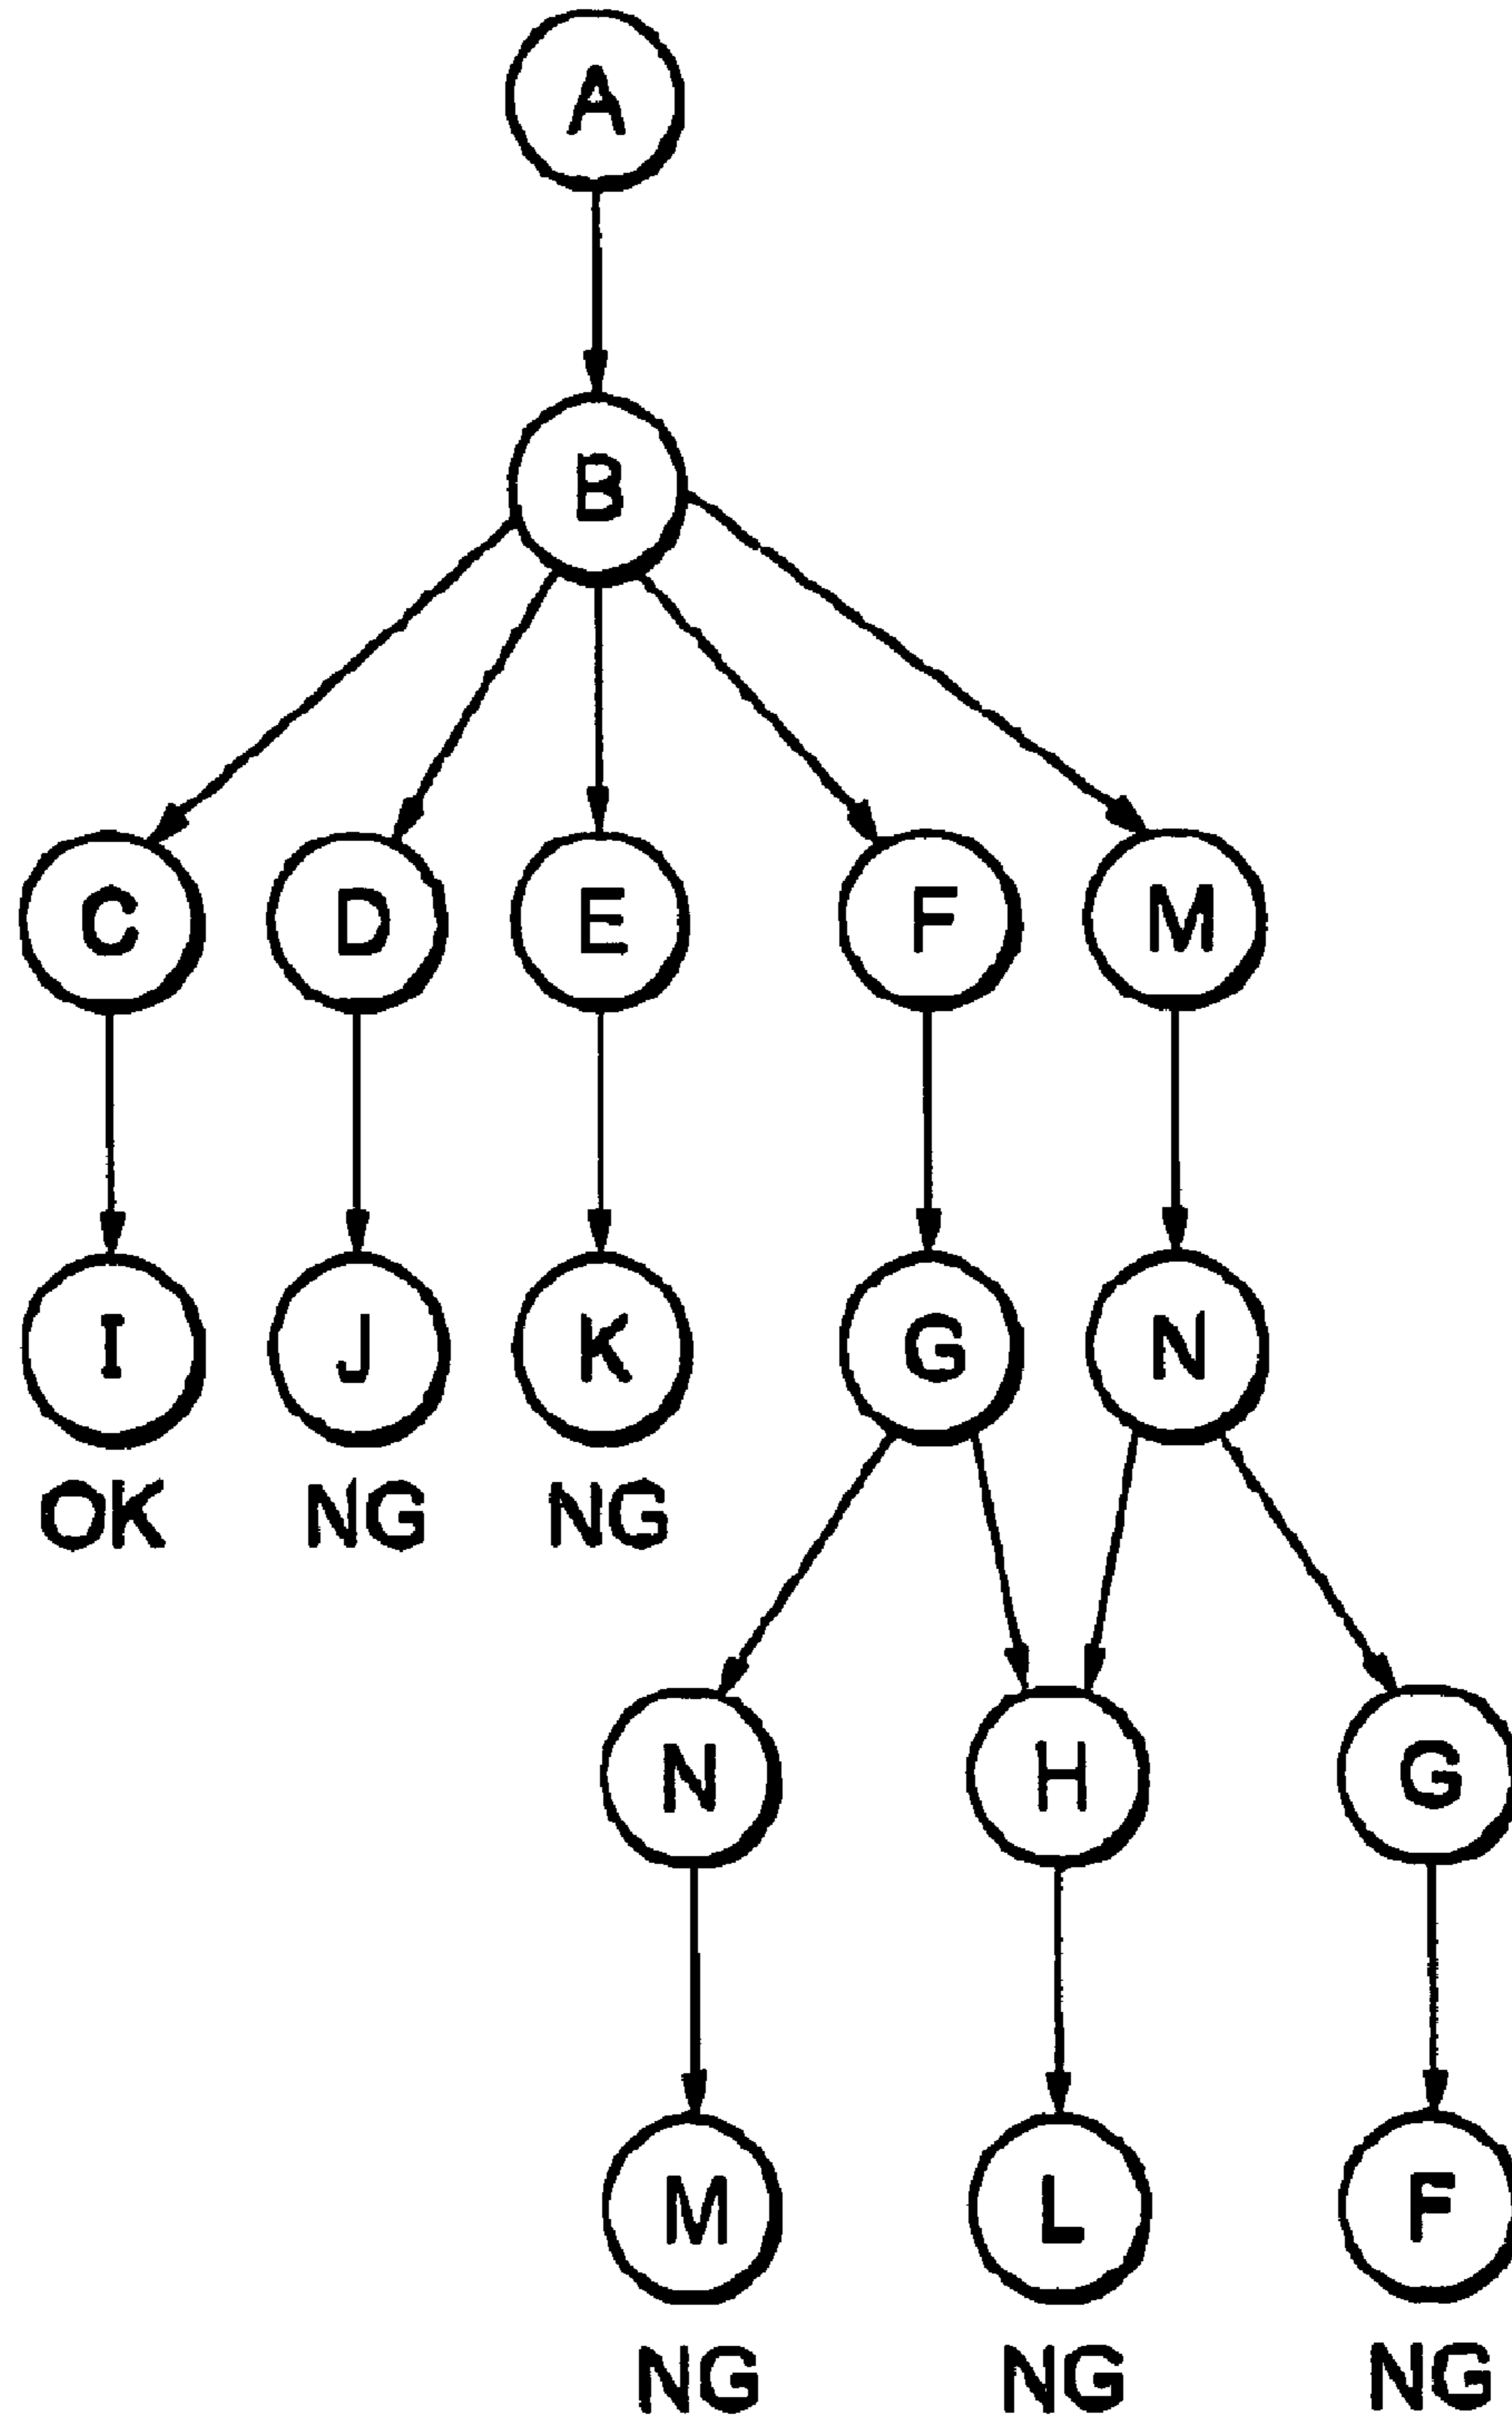 A
B
C D E F M
I J K G N
OK NG NG
N H G
M L F
NG NG NG